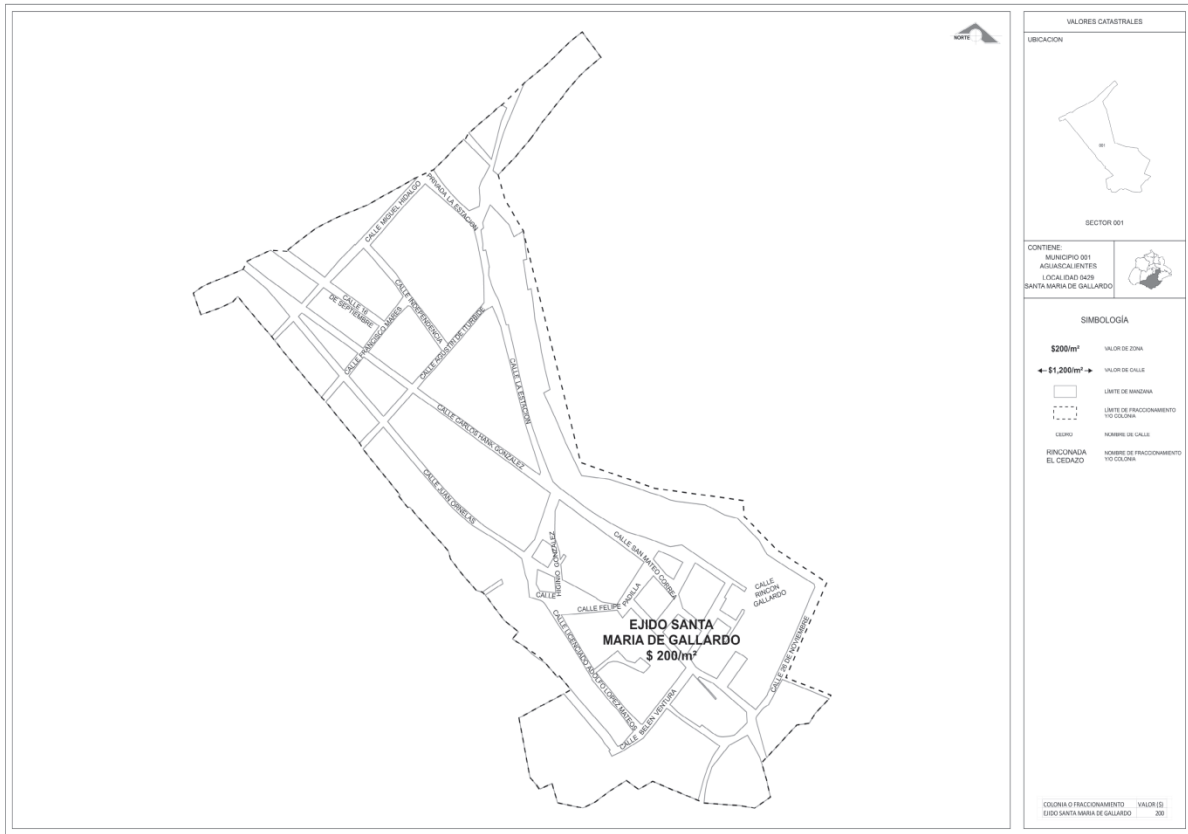 NORTE
PRIVADA LA ESTACION
CALLE MIGUEL HIDALGO
CALLE 16
DE SEPTIEMBRE
CALLE INDEPENDENCIA
CALLE FRANCISCO MARES
CALLE AGUSTIN DE ITURBIDE
CALLE LA ESTACION
CALLE CARLOS HANK GONZALEZ
CALLE JUAN ORNELAS
CALLE HIGINIO GONZALEZ
CALLE SAN MATEO CORREA
CALLE
RINCON
GALLARDO
CALLE FELIPE PADILLA
EJIDO SANTA
MARIA DE GALLARDO
$ 200/m²
CALLE LICENCIADO ADOLFO LOPEZ MATEOS
CALLE BELEN VENTURA
CALLE 28 DE NOVIEMBRE
VALORES CATASTRALES
UBICACION
001
SECTOR 001
CONTIENE:
MUNICIPIO 001
AGUASCALIENTES
LOCALIDAD 0429
SANTA MARIA DE GALLARDO
SIMBOLOGÍA
$200/m² VALOR DE ZONA
$1,200/m² VALOR DE CALLE
LÍMITE DE MANZANA
LÍMITE DE FRACCIONAMIENTO
Y/O COLONIA
CEDRO NOMBRE DE CALLE
RINCONADA
EL CEDAZO
NOMBRE DE FRACCIONAMIENTO
Y/O COLONIA
COLONIA O FRACCIONAMIENTO VALOR ($)
EJIDO SANTA MARIA DE GALLARDO 200